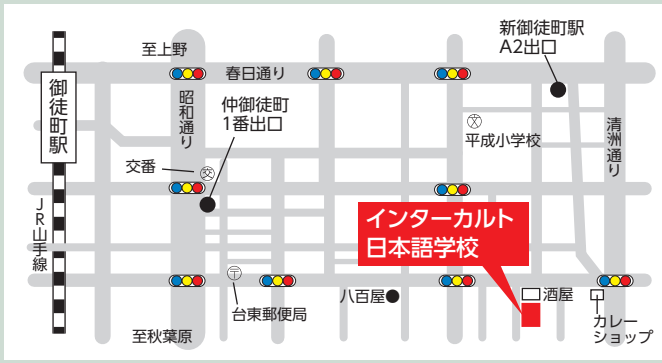 至上野
新御徒町駅
A2出口
春日通り
御徒町駅
昭和通り
仲御徒町
1番出口
文
平成小学校
清洲通り
交番
交
JR山手線
インターカルト
日本語学校
〒
台東郵便局
八百屋
酒屋
至秋葉原
カレー
ショップ